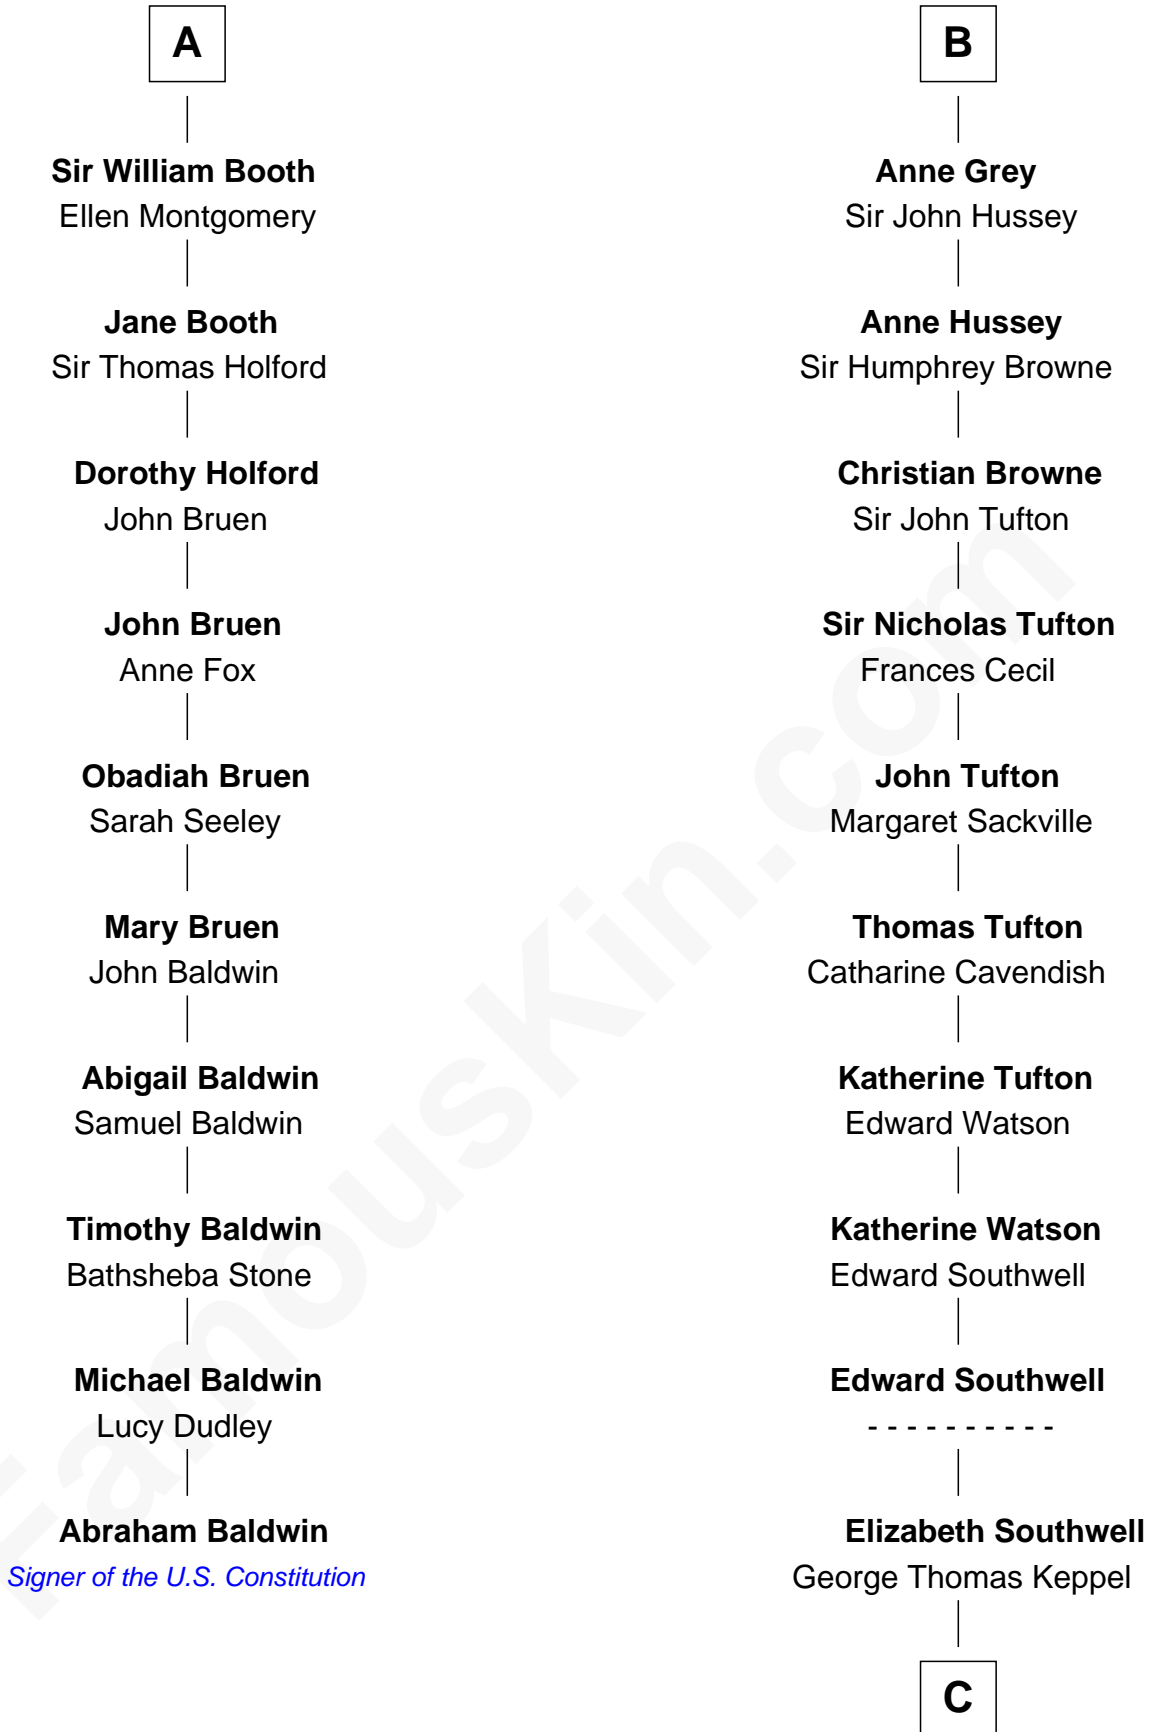 A
Sir William Booth
Ellen Montgomery
Jane Booth
Sir Thomas Holford
Dorothy Holford
John Bruen
John Bruen
Anne Fox
Obadiah Bruen
Sarah Seeley
Mary Bruen
John Baldwin
Abigail Baldwin
Samuel Baldwin
Timothy Baldwin
Bathsheba Stone
Michael Baldwin
Lucy Dudley
Abraham Baldwin
Signer of the U.S. Constitution
B
Anne Grey
Sir John Hussey
Anne Hussey
Sir Humphrey Browne
Christian Browne
Sir John Tufton
Sir Nicholas Tufton
Frances Cecil
John Tufton
Margaret Sackville
Thomas Tufton
Catharine Cavendish
Katherine Tufton
Edward Watson
Katherine Watson
Edward Southwell
Edward Southwell
- - - - - - - - - -
Elizabeth Southwell
George Thomas Keppel
C
FamousKin.com